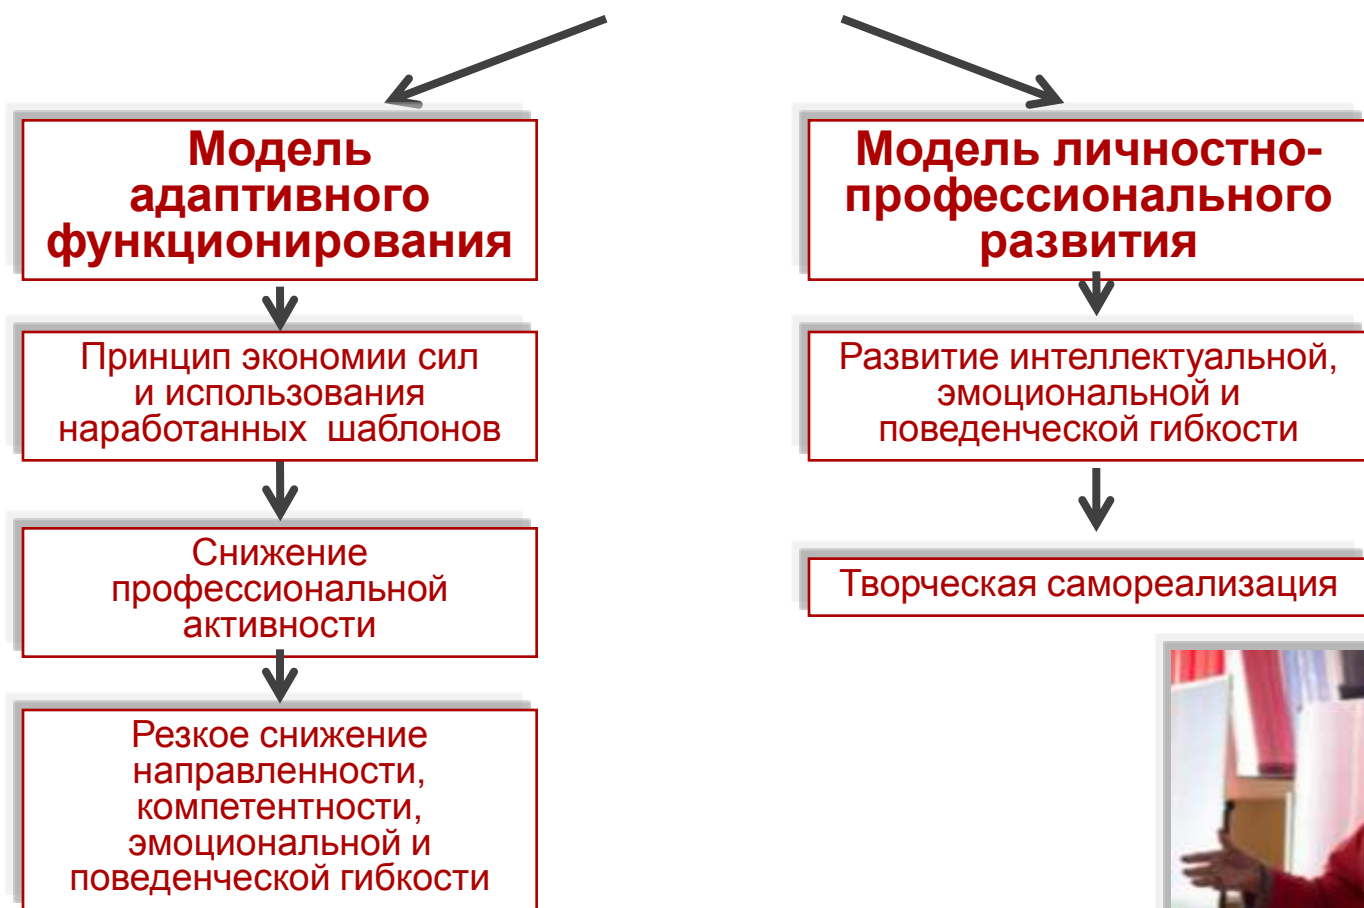 Модель
адаптивного
функционирования
Принцип экономии сил
и использования
наработанных шаблонов
Снижение
профессиональной
активности
Резкое снижение
направленности,
компетентности,
эмоциональной и
поведенческой гибкости
Модель личностно-
профессионального
развития
Развитие интеллектуальной,
эмоциональной и
поведенческой гибкости
Творческая самореализация